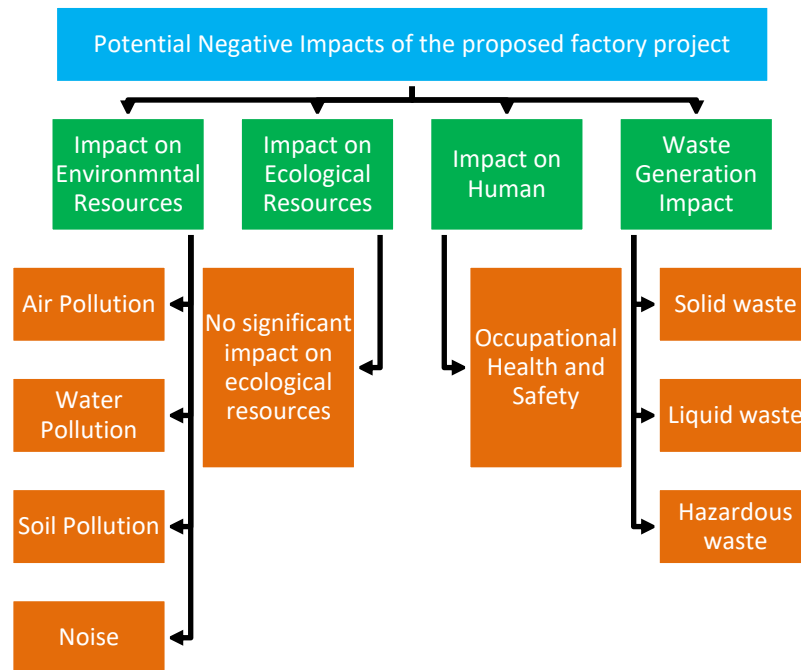 Potential Negative Impacts of the proposed factory project
Impact on
Environmntal
Resources
Impact on
Ecological
Resources
Impact on
Human
Waste
Generation
Impact
Air Pollution
Water
Pollution
Soil Pollution
Noise
No significant
impact on
ecological
resources
Occupational
Health and
Safety
Solid waste
Liquid waste
Hazardous
waste